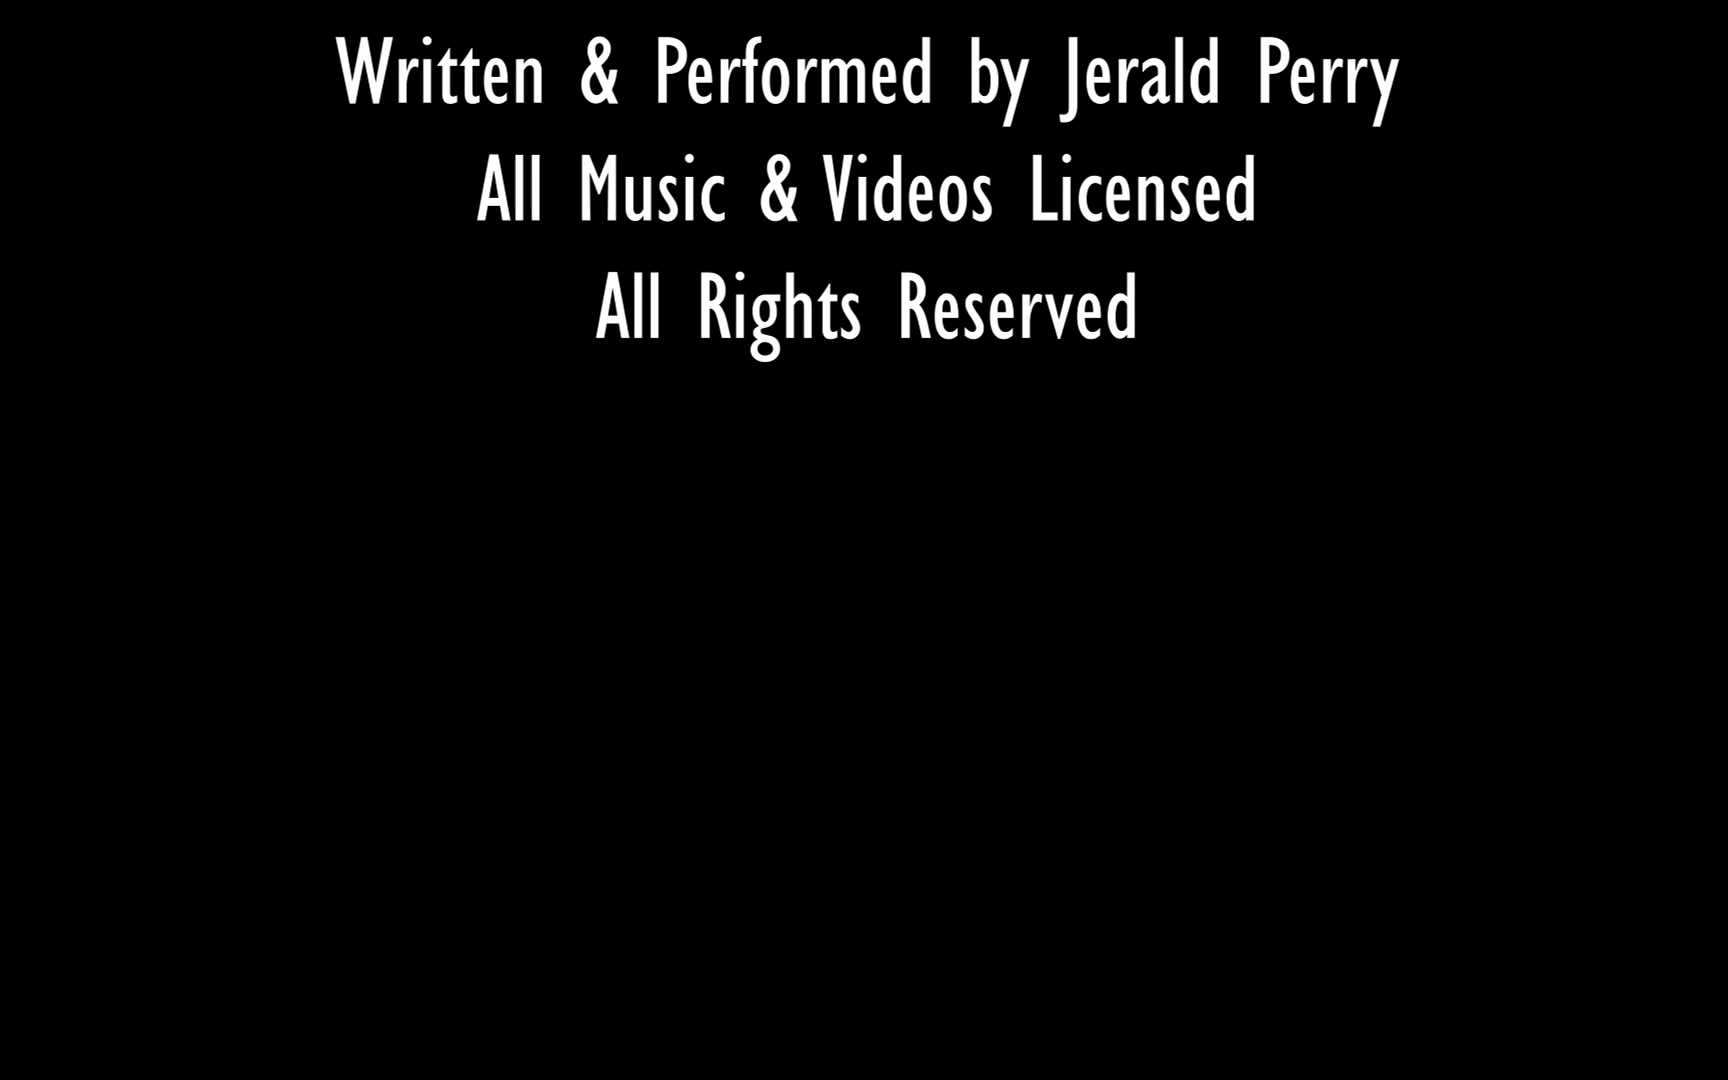 Written & Performed by Jerald Perry
All Music & Videos Licensed
All Rights Reserved